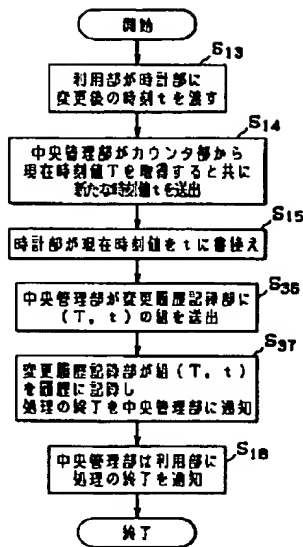 開始
S13
利用部が時計部に
変更後の時刻tを渡す
S14
中央管理部がカウンタ部から
現在時刻値Tを取得すると共に
新たな時刻値tを送出
S15
時計部が現在時刻値をtに書換え
S36
中央管理部が変更履歴記録部に
(T,t)の組を送出
S37
変更履歴記録部が組(T,t)
を履歴に記録し
処理の終了を中央管理部に通知
S18
中央管理部は利用部に
処理の終了を通知
終了